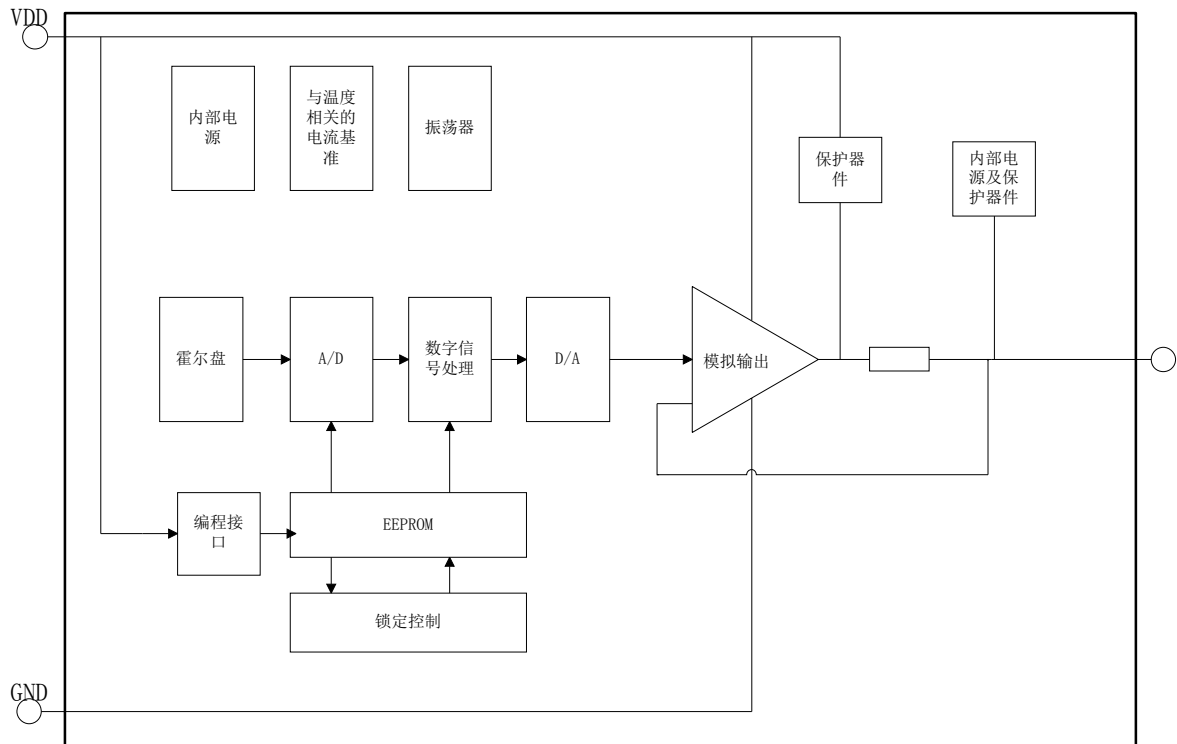 VDD
内部电
源
与温度
相关的
电流基
准
振荡器
保护器
件
内部电
源及保
护器件
霍尔盘
A/D
数字信
号处理
D/A
模拟输出
编程接
口
EEPROM
锁定控制
GND